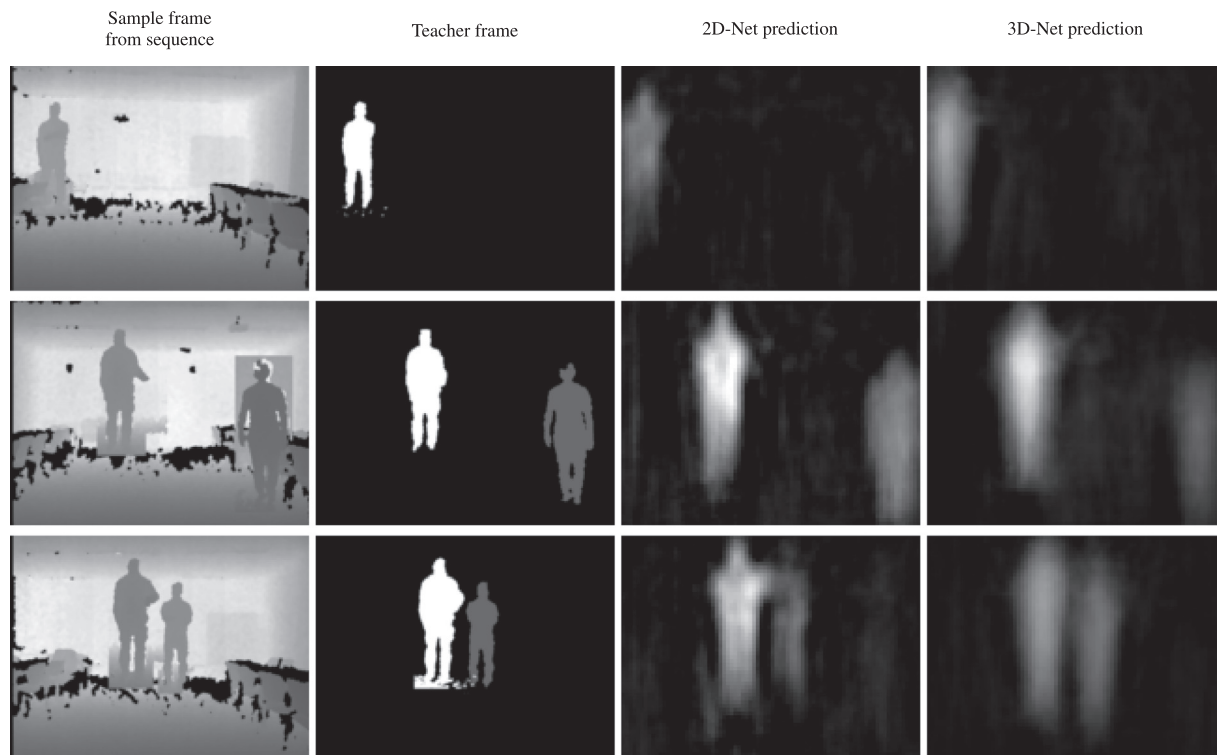 Sample frame
from sequence
Teacher frame
2D-Net prediction
3D-Net prediction